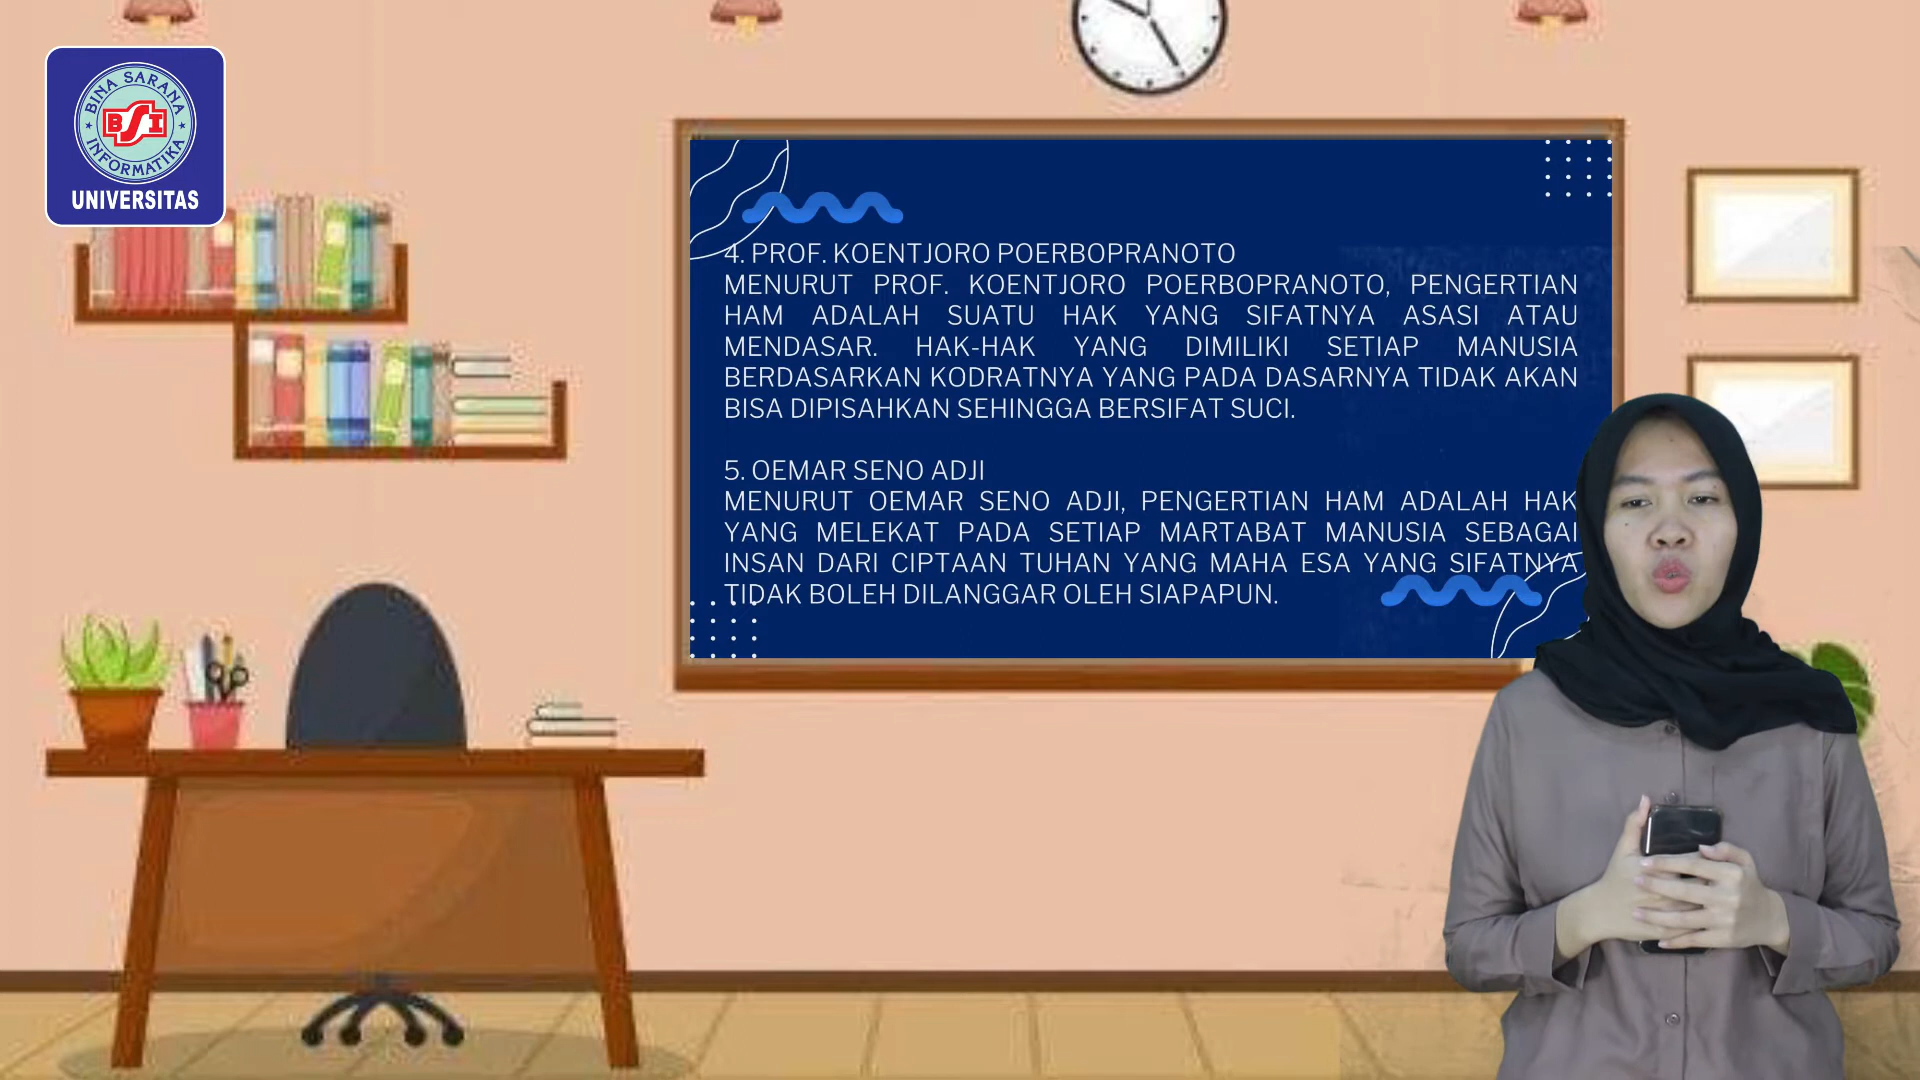 BINA SARANA
BSI
INFORMATIKA
UNIVERSITAS
4. PROF. KOENTJORO POERBOPRANOTO
MENURUT PROF. KOENTJORO POERBOPRANOTO, PENGERTIAN
HAM ADALAH SUATU HAK YANG SIFATNYA ASASI ATAU
MENDASAR. HAK-HAK YANG DIMILIKI SETIAP MANUSIA
BERDASARKAN KODRATNYA YANG PADA DASARNYA TIDAK AKAN
BISA DIPISAHKAN SEHINGGA BERSIFAT SUCI.
5. OEMAR SENO ADJI
MENURUT OEMAR SENO ADJI, PENGERTIAN HAM ADALAH HAK
YANG MELEKAT PADA SETIAP MARTABAT MANUSIA SEBAGAI
INSAN DARI CIPTAAN TUHAN YANG MAHA ESA YANG SIFATNYA
TIDAK BOLEH DILANGGAR OLEH SIAPAPUN.